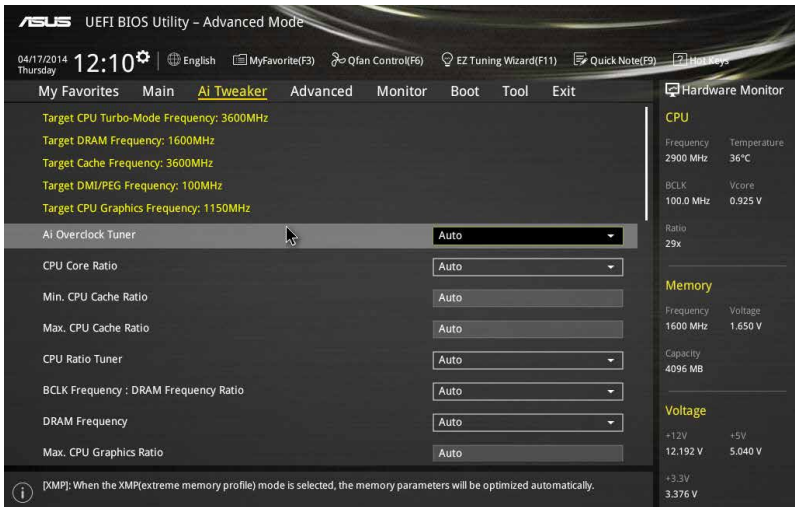 ASUS UEFI BIOS Utility – Advanced Mode
04/17/2014
Thursday
12:10
English
MyFavorite(F3)
Qfan Control(F6)
EZ Tuning Wizard(F11)
Quick Note(F9)
Hot Keys
My Favorites
Main
Ai Tweaker
Advanced
Monitor
Boot
Tool
Exit
Target CPU Turbo-Mode Frequency: 3600MHz
Target DRAM Frequency: 1600MHz
Target Cache Frequency: 3600MHz
Target DMI/PEG Frequency: 100MHz
Target CPU Graphics Frequency: 1150MHz
Ai Overclock Tuner Auto
CPU Core Ratio Auto
Min. CPU Cache Ratio Auto
Max. CPU Cache Ratio Auto
CPU Ratio Tuner Auto
BCLK Frequency : DRAM Frequency Ratio Auto
DRAM Frequency Auto
Max. CPU Graphics Ratio Auto
[XMP]: When the XMP(extreme memory profile) mode is selected, the memory parameters will be optimized automatically.
Hardware Monitor
CPU
Frequency Temperature
2900 MHz 36°C
BCLK Vcore
100.0 MHz 0.925 V
Ratio
29x
Memory
Frequency Voltage
1600 MHz 1.650 V
Capacity
4096 MB
Voltage
+12V +5V
12.192 V 5.040 V
+3.3V
3.376 V